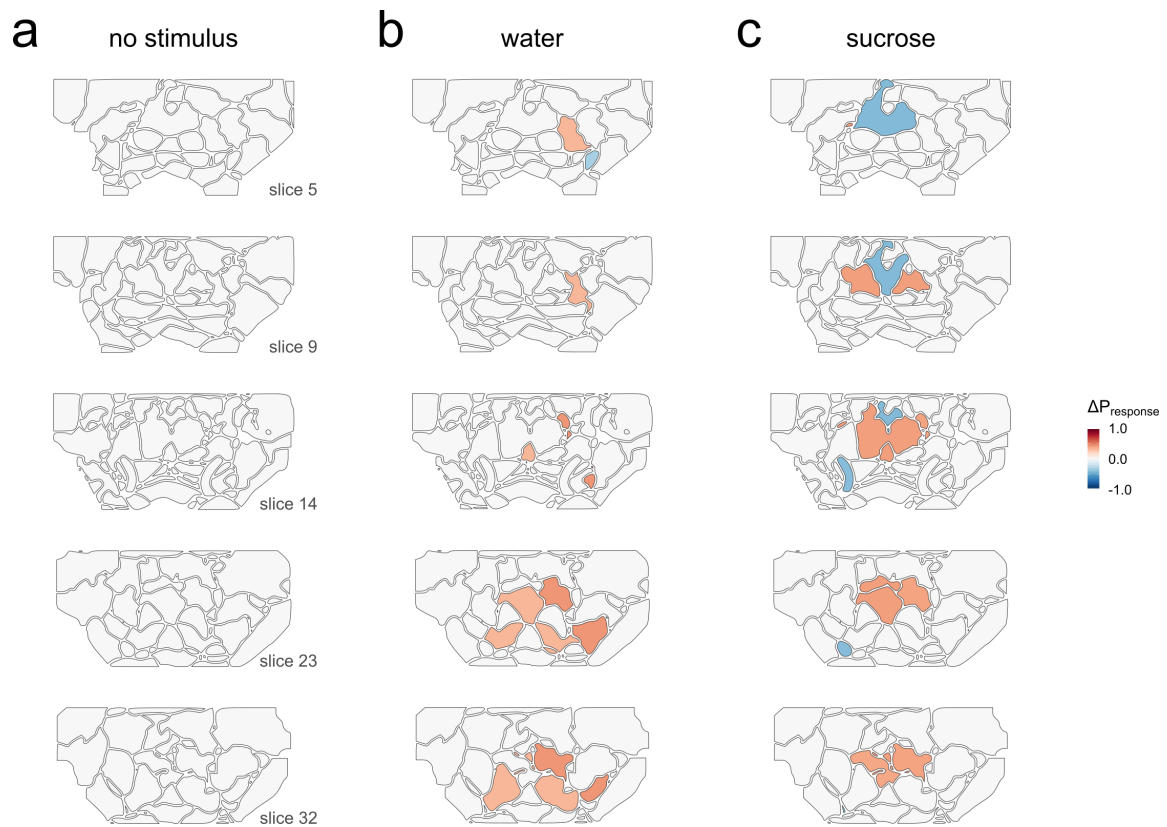 a no stimulus b water c sucrose
slice 5
slice 9
slice 14
ΔPresponse
1.0
0.0
-1.0
slice 23
slice 32